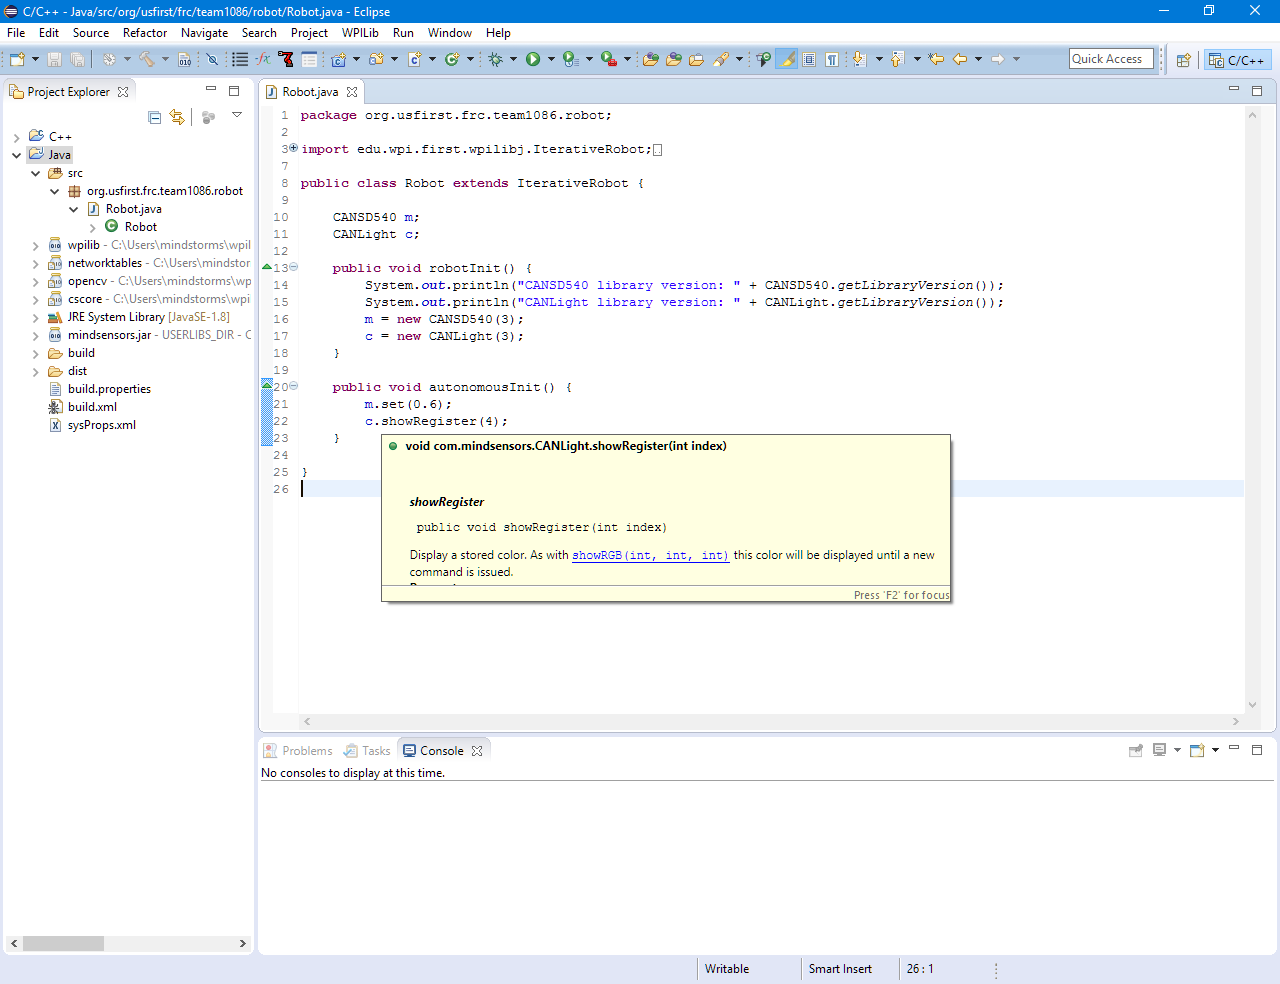 C/C++ - Java/src/org/usfirst/frc/team1086/robot/Robot.java - Eclipse
File Edit Source Refactor Navigate Search Project WPILib Run Window Help
Quick Access
C/C++
Project Explorer
C++
Java
src
org.usfirst.frc.team1086.robot
Robot.java
Robot
wpilib - C:\Users\mindstorms\wpil
networktables - C:\Users\mindstor
opencv - C:\Users\mindstorms\wp
cscore - C:\Users\mindstorms\wpi
JRE System Library [JavaSE-1.8]
mindsensors.jar - USERLIBS_DIR - C
build
dist
build.properties
build.xml
sysProps.xml
Robot.java
1 package org.usfirst.frc.team1086.robot;
2
3 import edu.wpi.first.wpilibj.IterativeRobot;
7
8 public class Robot extends IterativeRobot {
9
10 CANSD540 m;
11 CANLight c;
12
13 public void robotInit() {
14 System.out.println("CANSD540 library version: " + CANSD540.getLibraryVersion());
15 System.out.println("CANLight library version: " + CANLight.getLibraryVersion());
16 m = new CANSD540(3);
17 c = new CANLight(3);
18 }
19
20 public void autonomousInit() {
21 m.set(0.6);
22 c.showRegister(4);
23 }
24
25 }
26
void com.mindsensors.CANLight.showRegister(int index)
showRegister
public void showRegister(int index)
Display a stored color. As with showRGB(int, int, int) this color will be displayed until a new
command is issued.
Press 'F2' for focus
Problems Tasks Console
No consoles to display at this time.
Writable Smart Insert 26 : 1